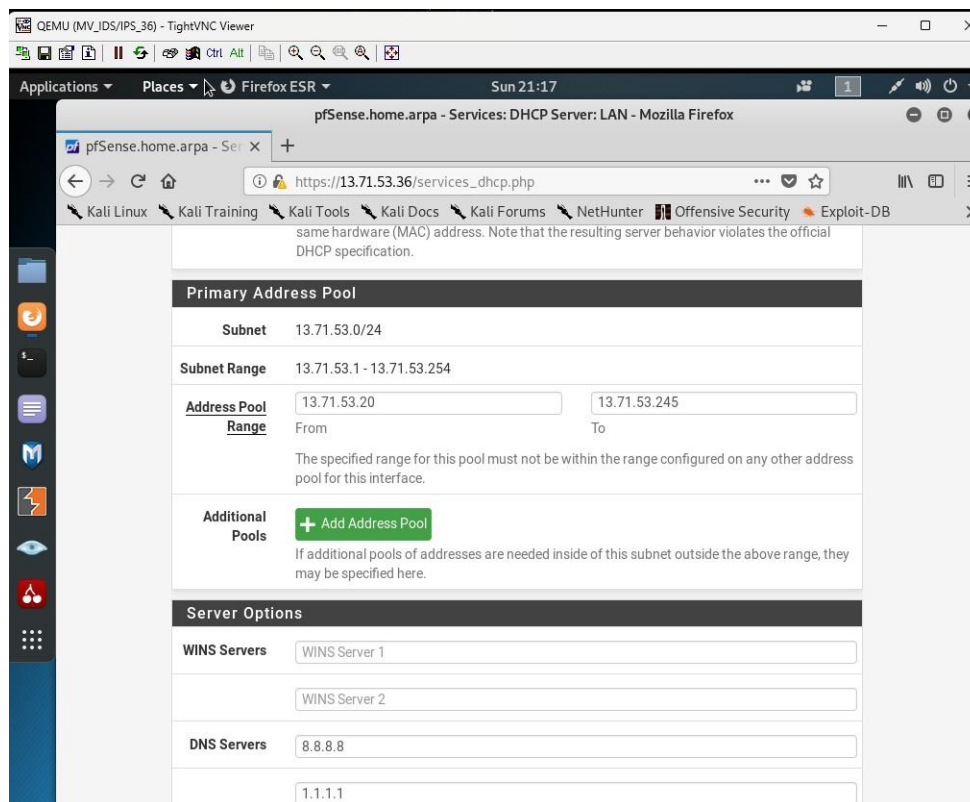 QEMU (MV_IDS/IPS_36) - TightVNC Viewer
Ctrl Alt
Applications Places Firefox ESR Sun 21:17 1
pfSense.home.arpa - Services: DHCP Server: LAN - Mozilla Firefox
pfSense.home.arpa - Ser
https://13.71.53.36/services_dhcp.php
Kali Linux Kali Training Kali Tools Kali Docs Kali Forums NetHunter Offensive Security Exploit-DB
same hardware (MAC) address. Note that the resulting server behavior violates the official
DHCP specification.
Primary Address Pool
Subnet 13.71.53.0/24
Subnet Range 13.71.53.1 - 13.71.53.254
Address Pool Range 13.71.53.20 13.71.53.245
From To
The specified range for this pool must not be within the range configured on any other address
pool for this interface.
Additional Pools + Add Address Pool
If additional pools of addresses are needed inside of this subnet outside the above range, they
may be specified here.
Server Options
WINS Servers WINS Server 1
WINS Server 2
DNS Servers 8.8.8.8
1.1.1.1